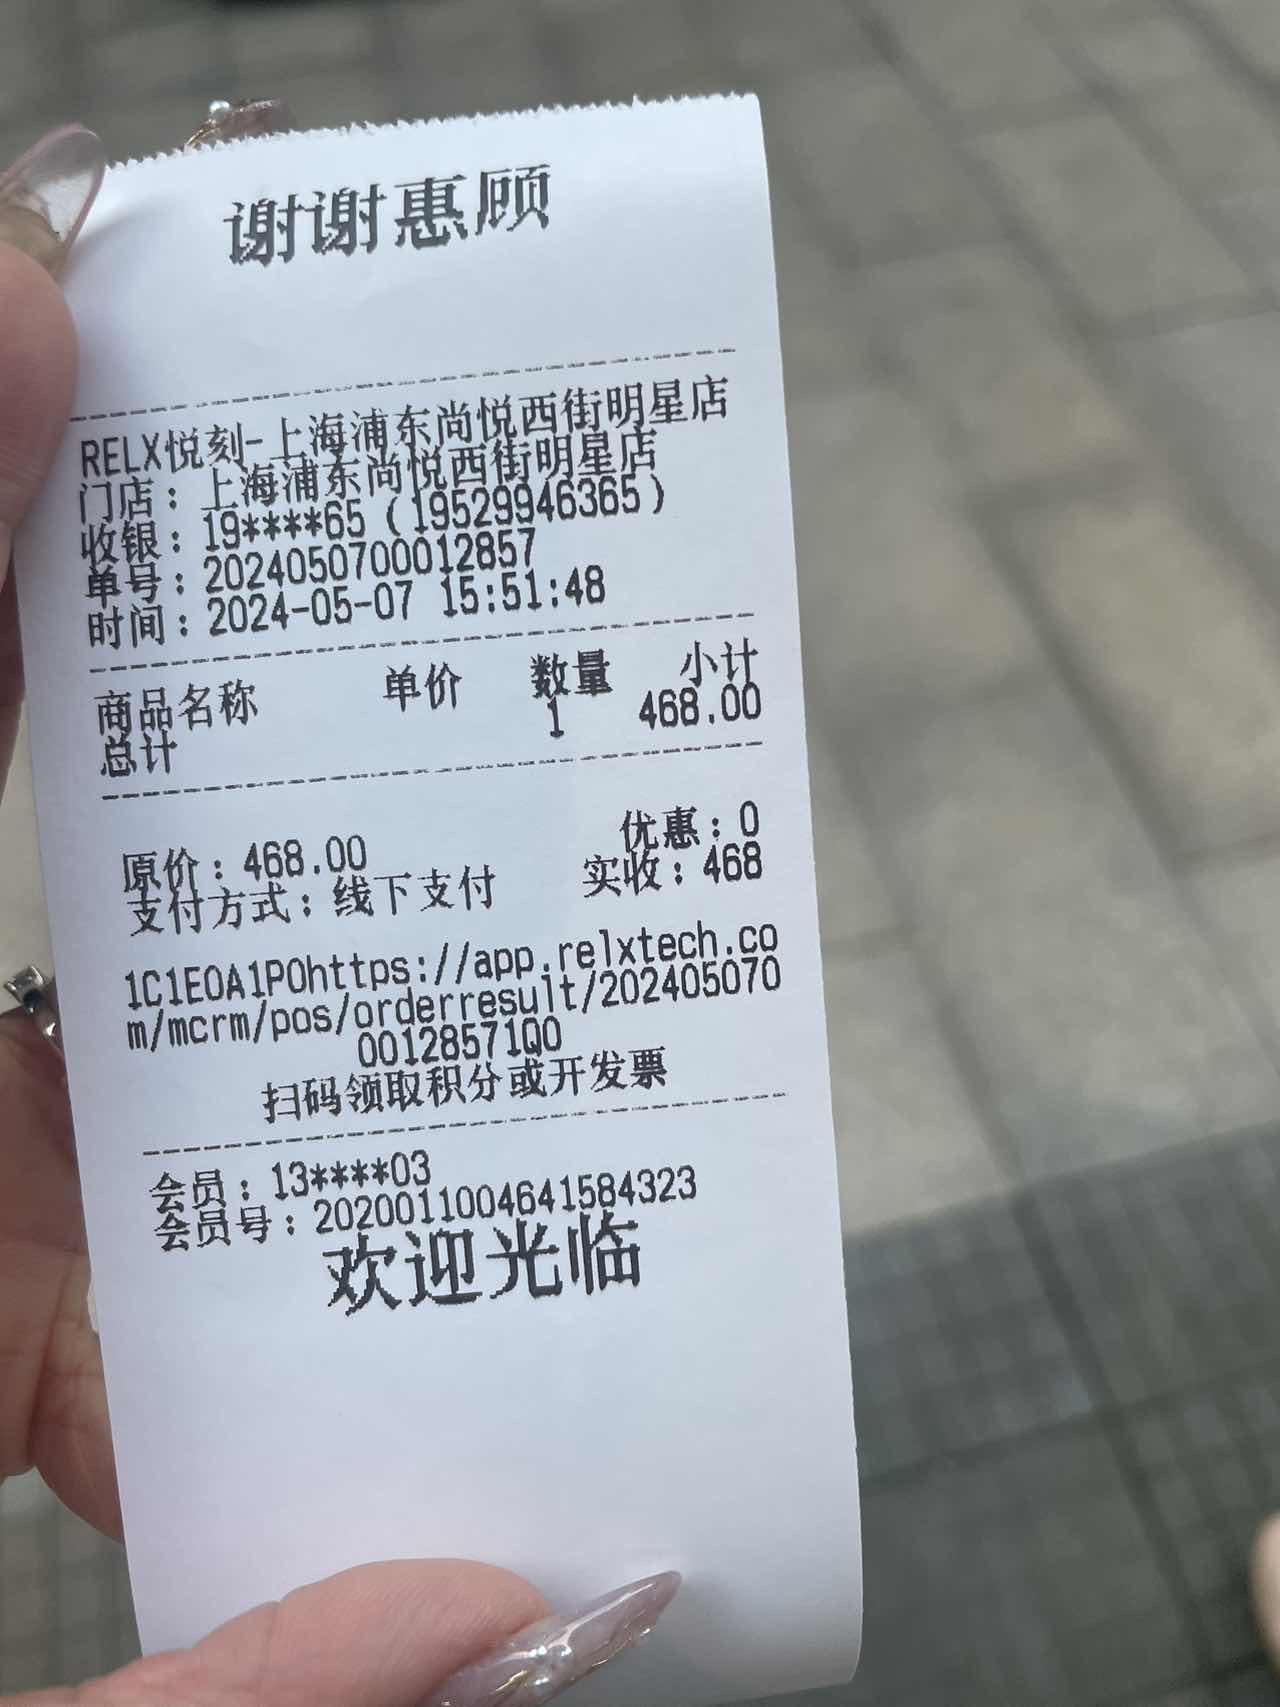 谢谢惠顾
RELX悦刻-上海浦东尚悦西街明星店
门店：上海浦东尚悦西街明星店
收银：19****65（19529946365）
单号：2024050700012857
时间：2024-05-07 15:51:48
商品名称 单价 数量 小计
总计 1 468.00
原价：468.00 优惠：0
支付方式：线下支付 实收：468
1C1E0A1P0https://app.relxtech.co
m/mcrm/pos/orderresult/202405070
00128571Q0
扫码领取积分或开发票
会员：13****03
会员号：2020011004641584323
欢迎光临